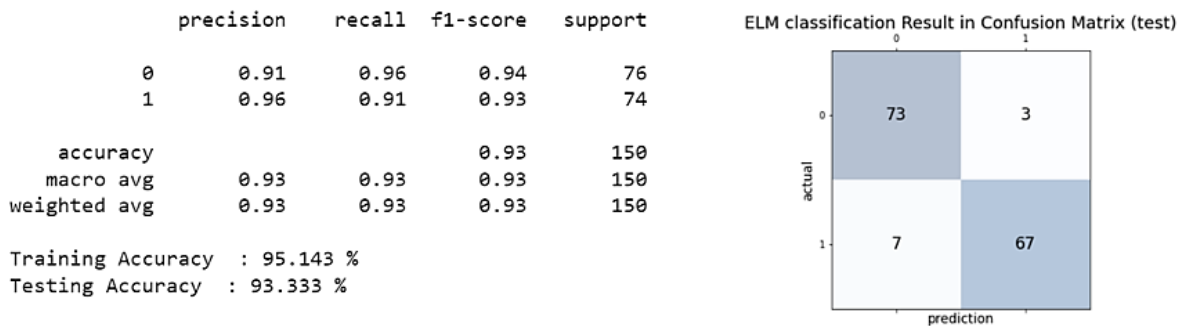 precision recall f1-score support
0 0.91 0.96 0.94 76
1 0.96 0.91 0.93 74
accuracy 0.93 150
macro avg 0.93 0.93 0.93 150
weighted avg 0.93 0.93 0.93 150
Training Accuracy : 95.143 %
Testing Accuracy : 93.333 %
ELM classification Result in Confusion Matrix (test)
0 1
0 73 3
actual
1 7 67
prediction